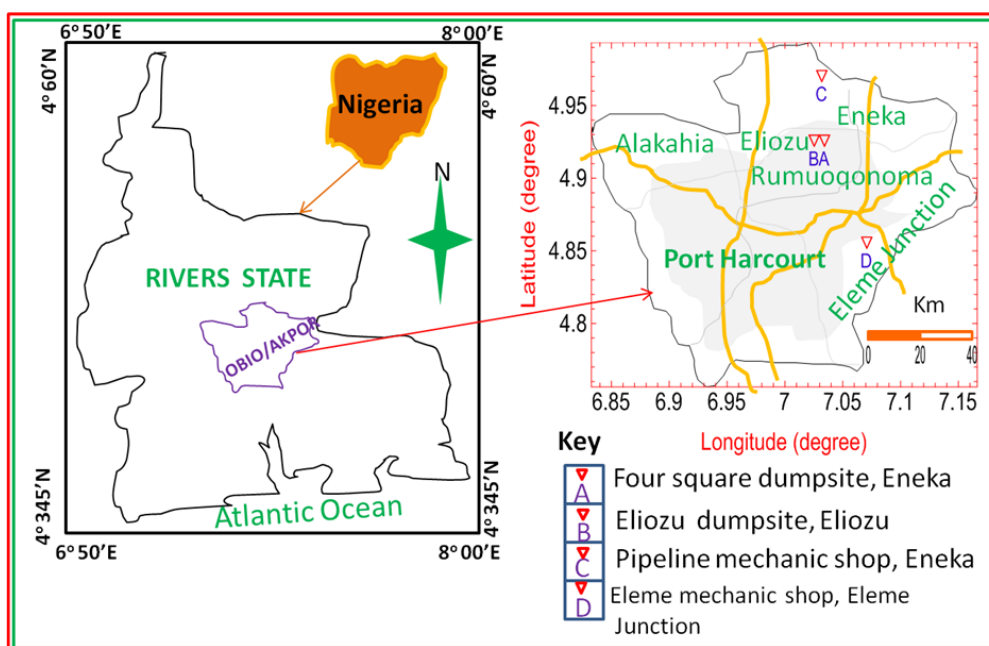 6°50'E
8°00'E
4°60'N
4°60'N
Nigeria
N
RIVERS STATE
OBIO/AKPOR
Atlantic Ocean
4°345'N
4°345'N
6°50'E
8°00'E
Latitude (degree)
4.95
4.9
4.85
4.8
C
Eneka
Alakahia
Eliozu
BA
Rumuoqonoma
Port Harcourt
D
Eleme Junction
Km
0 20 40
6.85 6.9 6.95 7 7.05 7.1 7.15
Longitude (degree)
Key
A Four square dumpsite, Eneka
B Eliozu dumpsite, Eliozu
C Pipeline mechanic shop, Eneka
D Eleme mechanic shop, Eleme
Junction